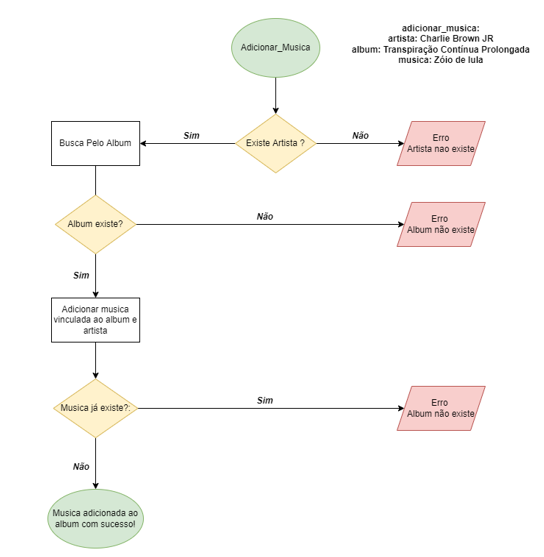 adicionar_musica:
artista: Charlie Brown JR
album: Transpiração Contínua Prolongada
musica: Zóio de lula
Adicionar_Musica
Existe Artista ?
Sim
Não
Busca Pelo Album
Erro
Artista nao existe
Album existe?
Não
Erro
Album não existe
Sim
Adicionar musica
vinculada ao album e
artista
Musica já existe?:
Sim
Erro
Album não existe
Não
Musica adicionada ao
album com sucesso!